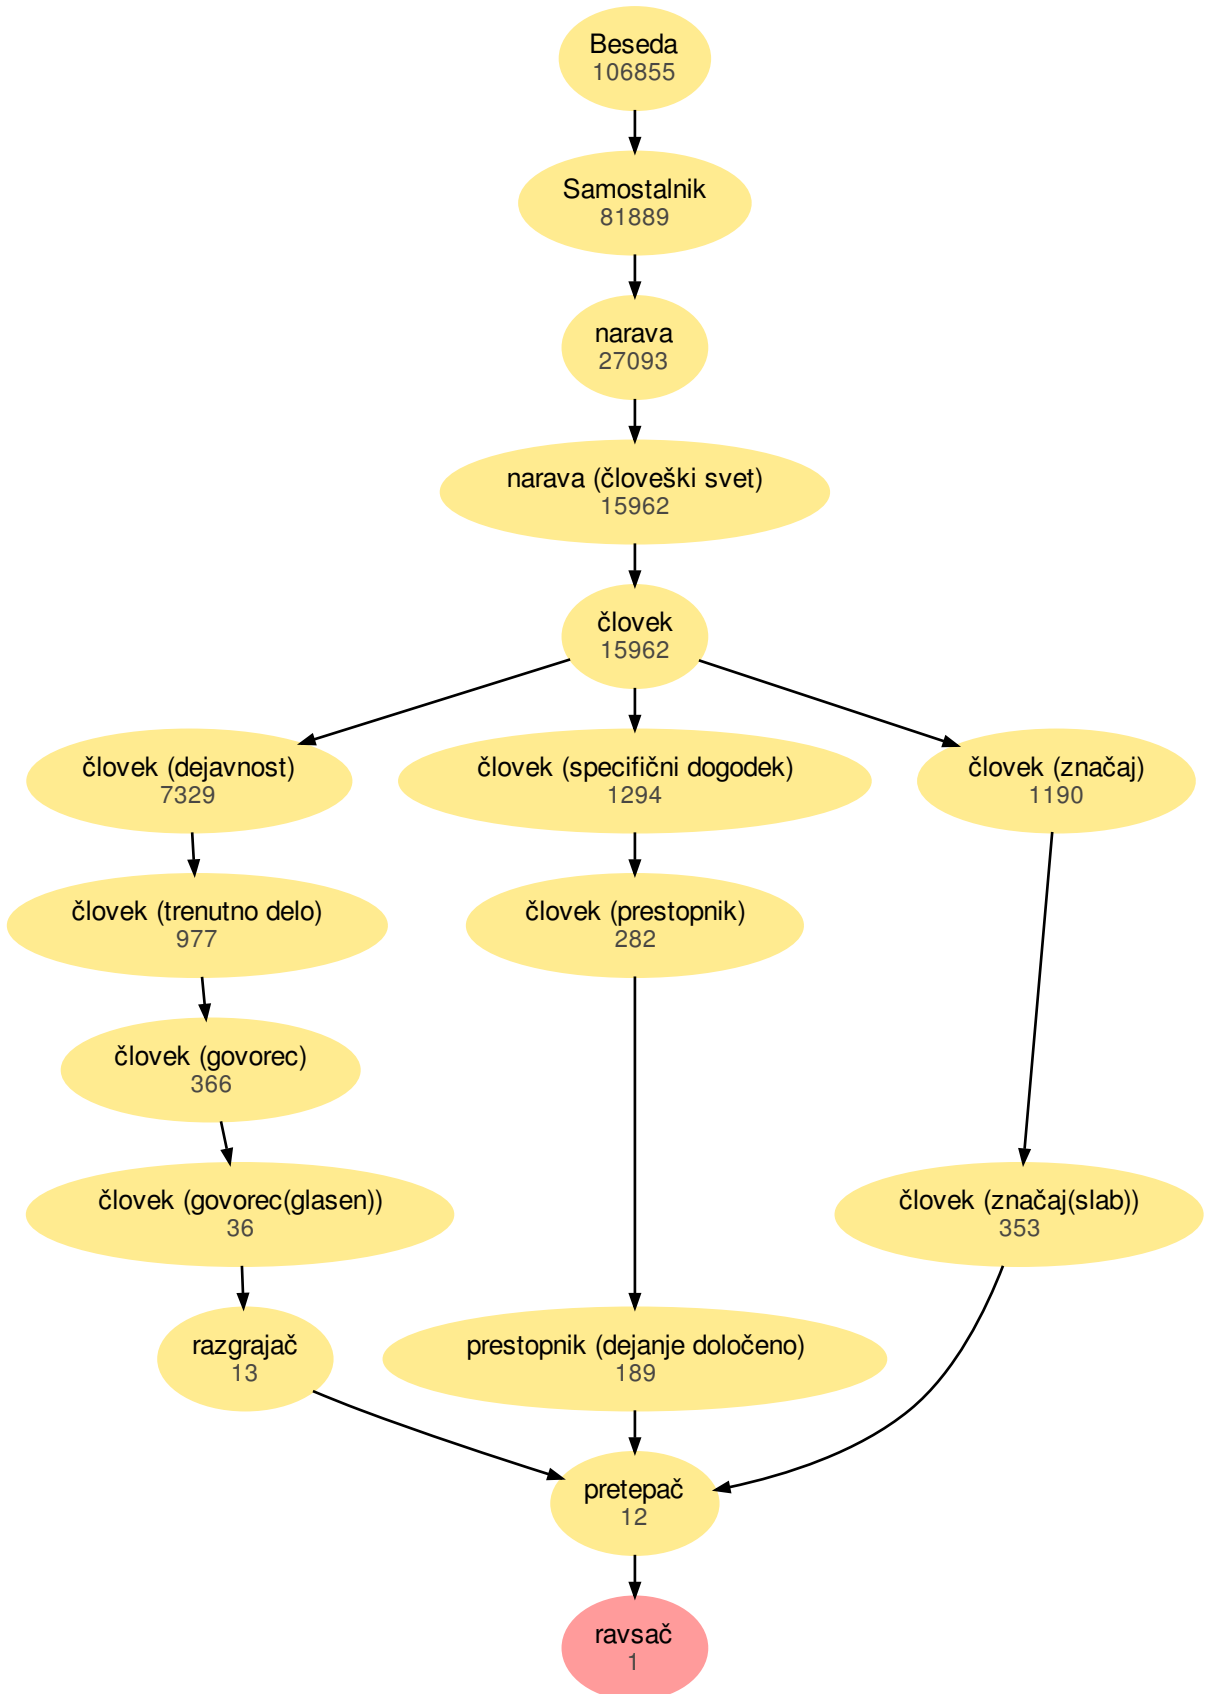 Beseda
106855
Samostalnik
81889
narava
27093
narava (človeški svet)
15962
človek
15962
človek (dejavnost)
7329
človek (specifični dogodek)
1294
človek (značaj)
1190
človek (trenutno delo)
977
človek (prestopnik)
282
človek (govorec)
366
človek (govorec(glasen))
36
človek (značaj(slab))
353
razgrajač
13
prestopnik (dejanje določeno)
189
pretepač
12
ravsač
1